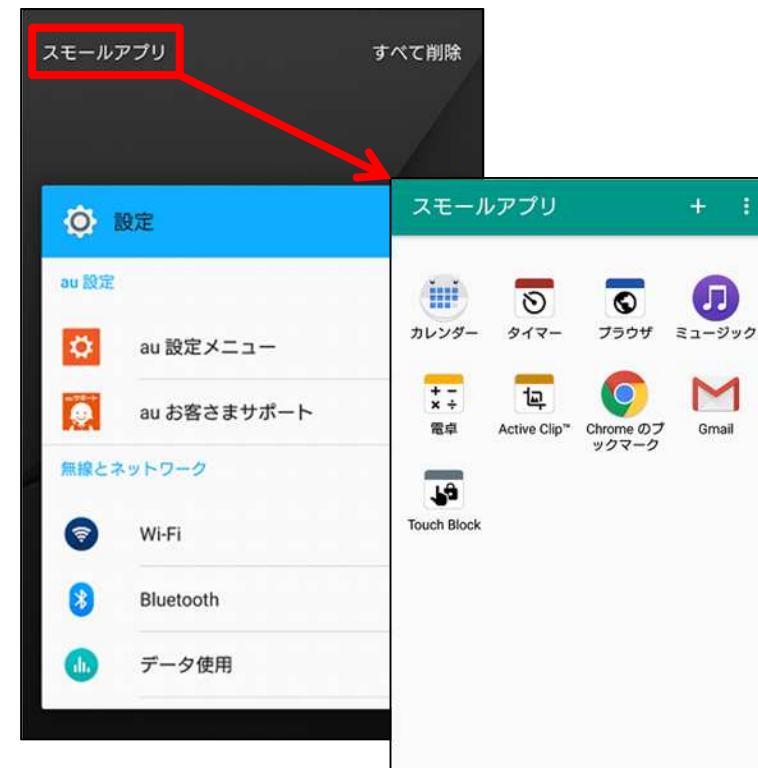 スモールアプリ すべて削除
設定
au 設定
au 設定メニュー
au お客さまサポート
無線とネットワーク
Wi-Fi
Bluetooth
データ使用
スモールアプリ +
カレンダー タイマー ブラウザ ミュージック
電卓 Active Clip™ Chrome のブ Gmail
ックマーク
Touch Block